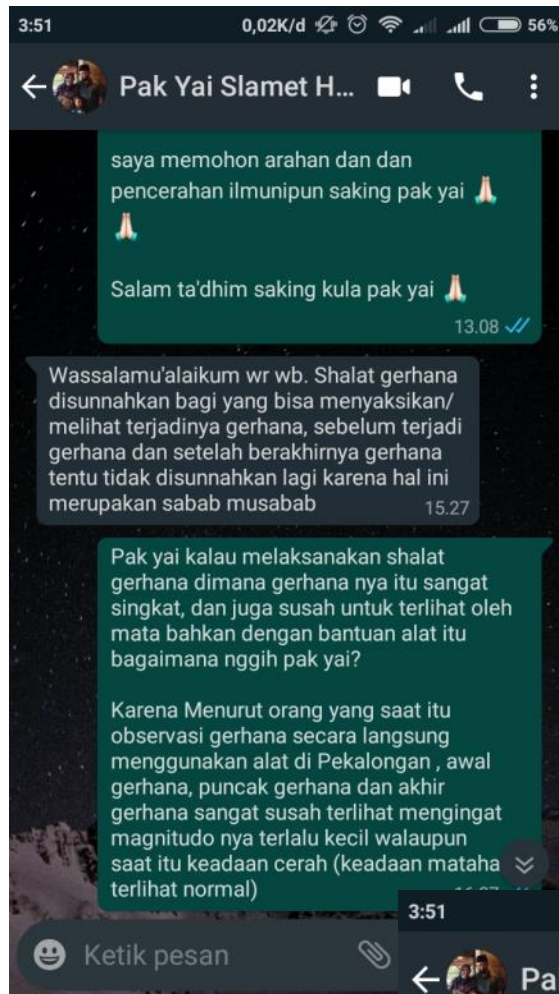 3:51
0,02K/d
56%
Pak Yai Slamet H...
saya memohon arahan dan dan
pencerahan ilmunipun saking pak yai 🙏🏻
🙏🏻
Salam ta'dhim saking kula pak yai 🙏🏻
13.08
Wassalamu'alaikum wr wb. Shalat gerhana
disunnahkan bagi yang bisa menyaksikan/
melihat terjadinya gerhana, sebelum terjadi
gerhana dan setelah berakhirnya gerhana
tentu tidak disunnahkan lagi karena hal ini
merupakan sabab musabab
15.27
Pak yai kalau melaksanakan shalat
gerhana dimana gerhana nya itu sangat
singkat, dan juga susah untuk terlihat oleh
mata bahkan dengan bantuan alat itu
bagaimana nggih pak yai?
Karena Menurut orang yang saat itu
observasi gerhana secara langsung
menggunakan alat di Pekalongan , awal
gerhana, puncak gerhana dan akhir
gerhana sangat susah terlihat mengingat
magnitudo nya terlalu kecil walaupun
saat itu keadaan cerah (keadaan mataha
terlihat normal)
Ketik pesan
3:51
Pa